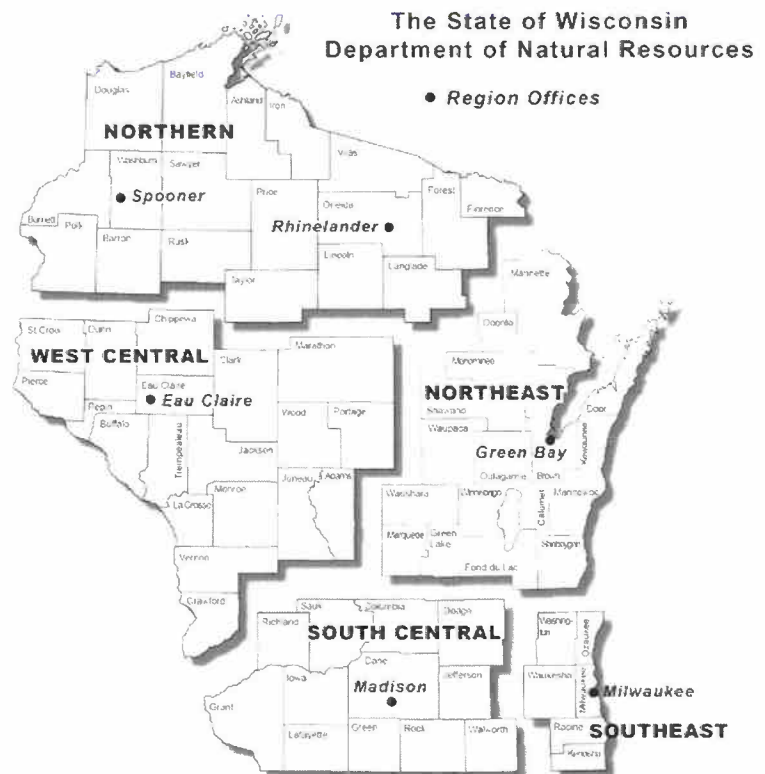 The State of Wisconsin
Department of Natural Resources
● Region Offices
Bayfield
Douglas
Ashland
Iron
NORTHERN
Vilas
Washburn
Sawyer
Spooner
Price
Forest
Oneida
Florence
Burnett
Polk
Rhinelander
Barron
Rusk
Lincoln
Langlade
Taylor
Marinette
Chippewa
St Croix
Dunn
Oconto
Marathon
WEST CENTRAL
Clark
Menominee
Pierce
Eau Claire
Eau Claire
NORTHEAST
Pepin
Buffalo
Wood
Portage
Shawano
Door
Waupaca
Trempealeau
Kewaunee
Green Bay
Jackson
Outagamie
Brown
Juneau
Adams
Monroe
Waushara
Winnebago
Calumet
Manitowoc
La Crosse
Marquette
Green
Lake
Sheboygan
Vernon
Fond du Lac
Crawford
Sauk
Columbia
Dodge
Richland
Washing-
ton
Ozaukee
SOUTH CENTRAL
Dane
Iowa
Madison
Jefferson
Waukesha
Milwaukee
Milwaukee
Grant
Racine
SOUTHEAST
Lafayette
Green
Rock
Walworth
Kenosha